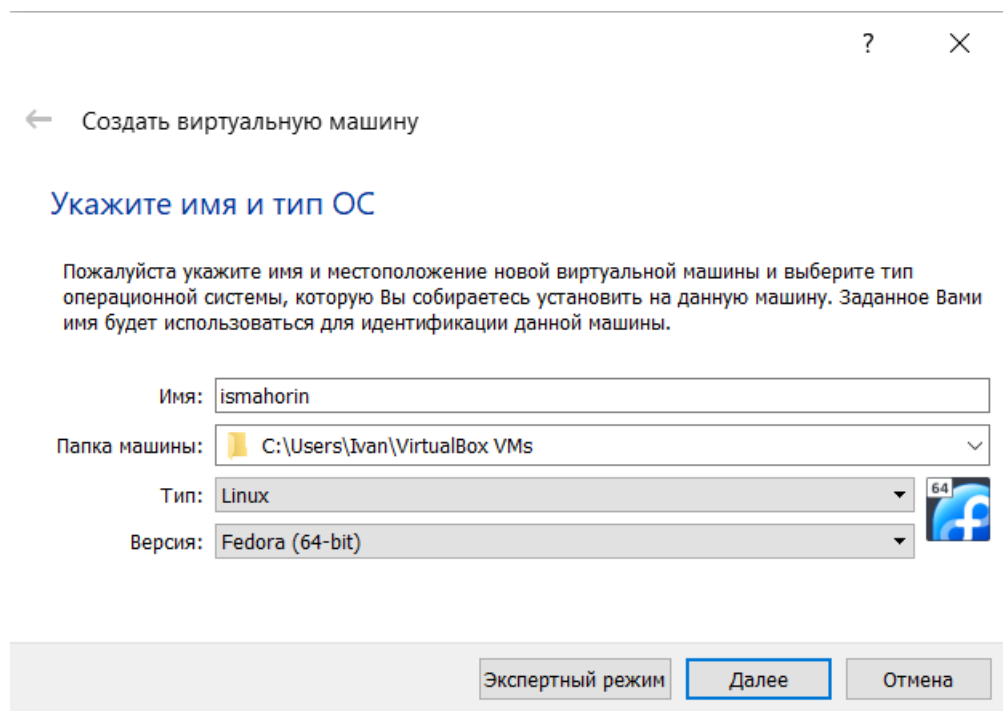 ?
Создать виртуальную машину
Укажите имя и тип ОС
Пожалуйста укажите имя и местоположение новой виртуальной машины и выберите тип
операционной системы, которую Вы собираетесь установить на данную машину. Заданное Вами
имя будет использоваться для идентификации данной машины.
Имя: ismahorin
Папка машины: C:\Users\Ivan\VirtualBox VMs
Тип: Linux
64
Версия: Fedora (64-bit)
Экспертный режим Далее Отмена